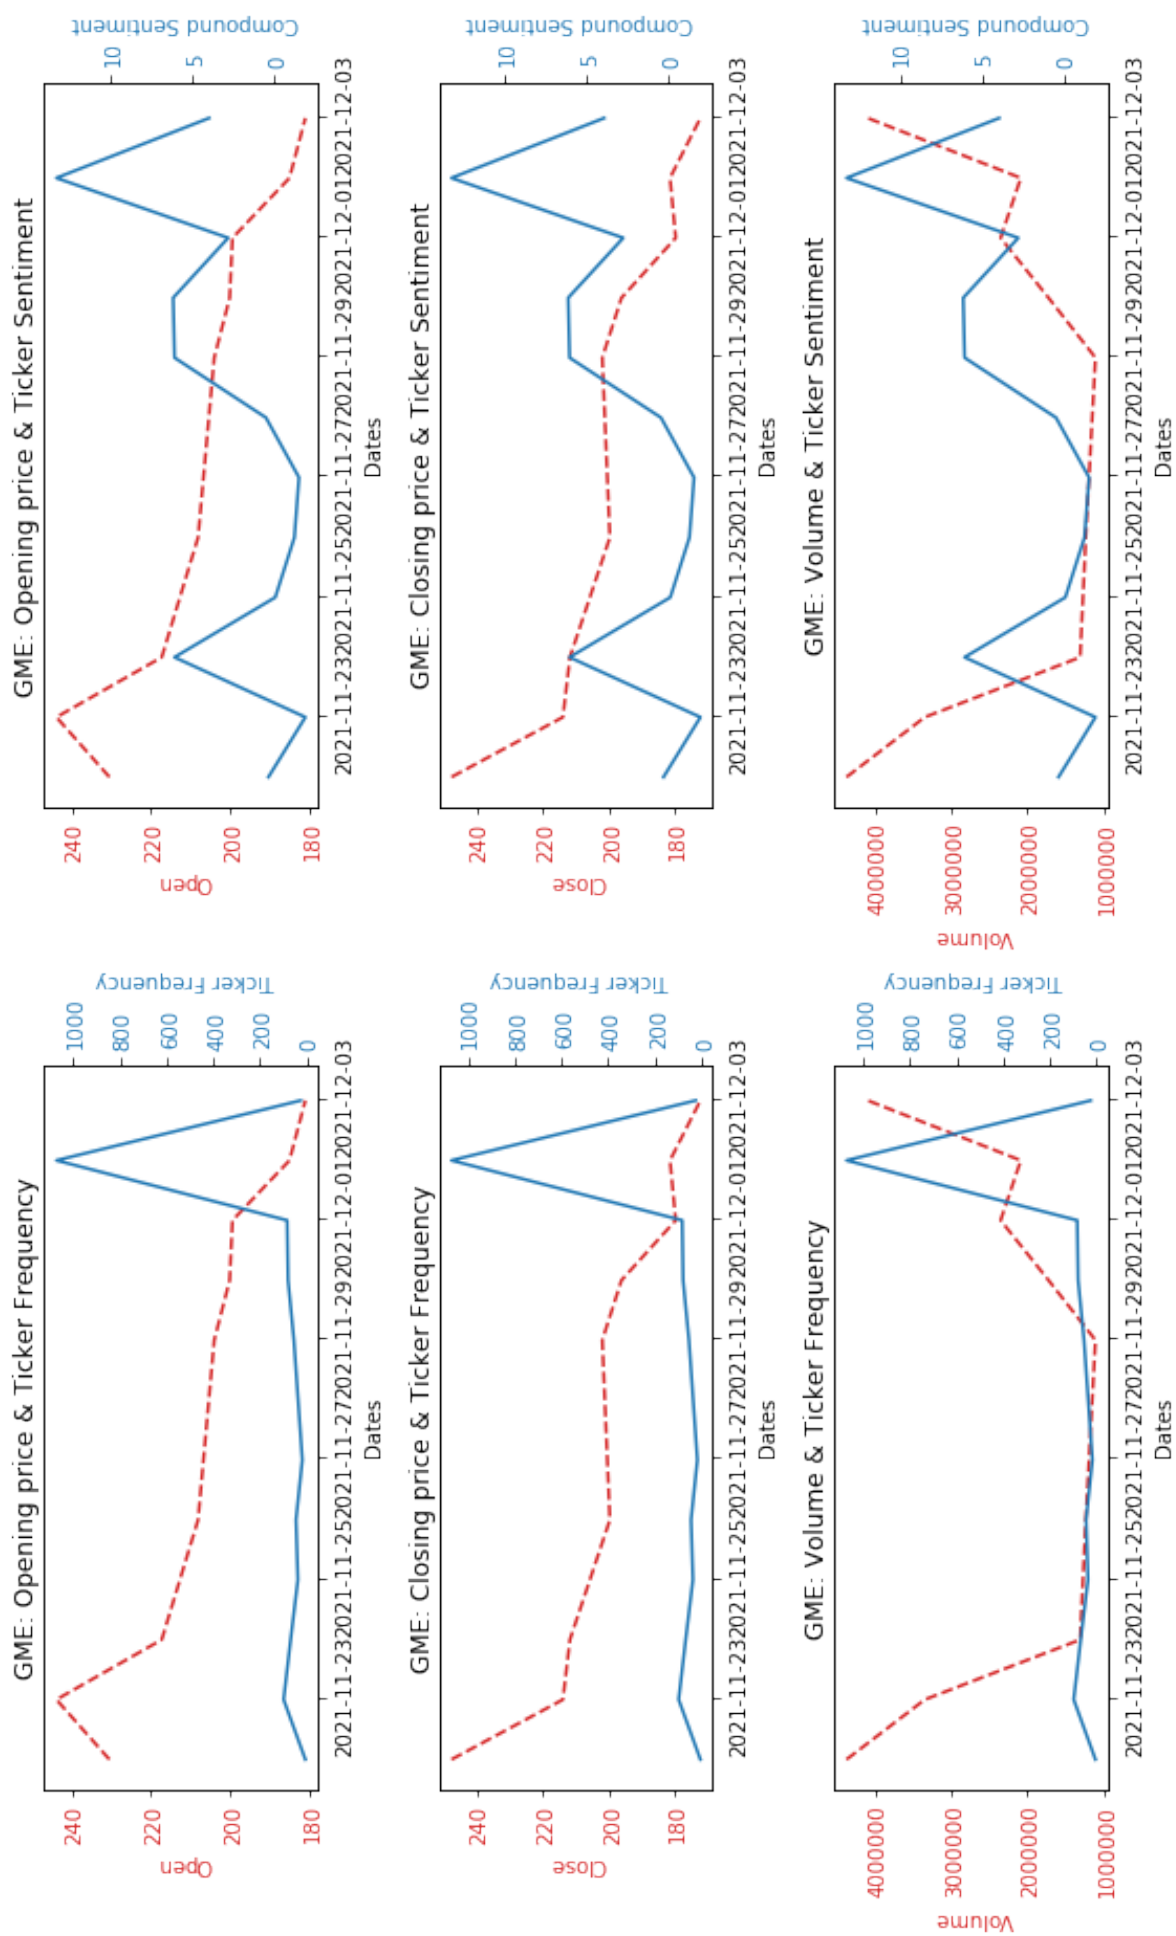 GME: Opening price & Ticker Frequency
Open
240
220
200
180
2021-11-232021-11-252021-11-272021-11-292021-12-012021-12-03
Dates
1000
800
600
400
200
0
Ticker Frequency
GME: Opening price & Ticker Sentiment
Open
240
220
200
180
2021-11-232021-11-252021-11-272021-11-292021-12-012021-12-03
Dates
10
5
0
Compound Sentiment
GME: Closing price & Ticker Frequency
Close
240
220
200
180
2021-11-232021-11-252021-11-272021-11-292021-12-012021-12-03
Dates
1000
800
600
400
200
0
Ticker Frequency
GME: Closing price & Ticker Sentiment
Close
240
220
200
180
2021-11-232021-11-252021-11-272021-11-292021-12-012021-12-03
Dates
10
5
0
Compound Sentiment
GME: Volume & Ticker Frequency
Volume
4000000
3000000
2000000
1000000
2021-11-232021-11-252021-11-272021-11-292021-12-012021-12-03
Dates
1000
800
600
400
200
0
Ticker Frequency
GME: Volume & Ticker Sentiment
Volume
4000000
3000000
2000000
1000000
2021-11-232021-11-252021-11-272021-11-292021-12-012021-12-03
Dates
10
5
0
Compound Sentiment